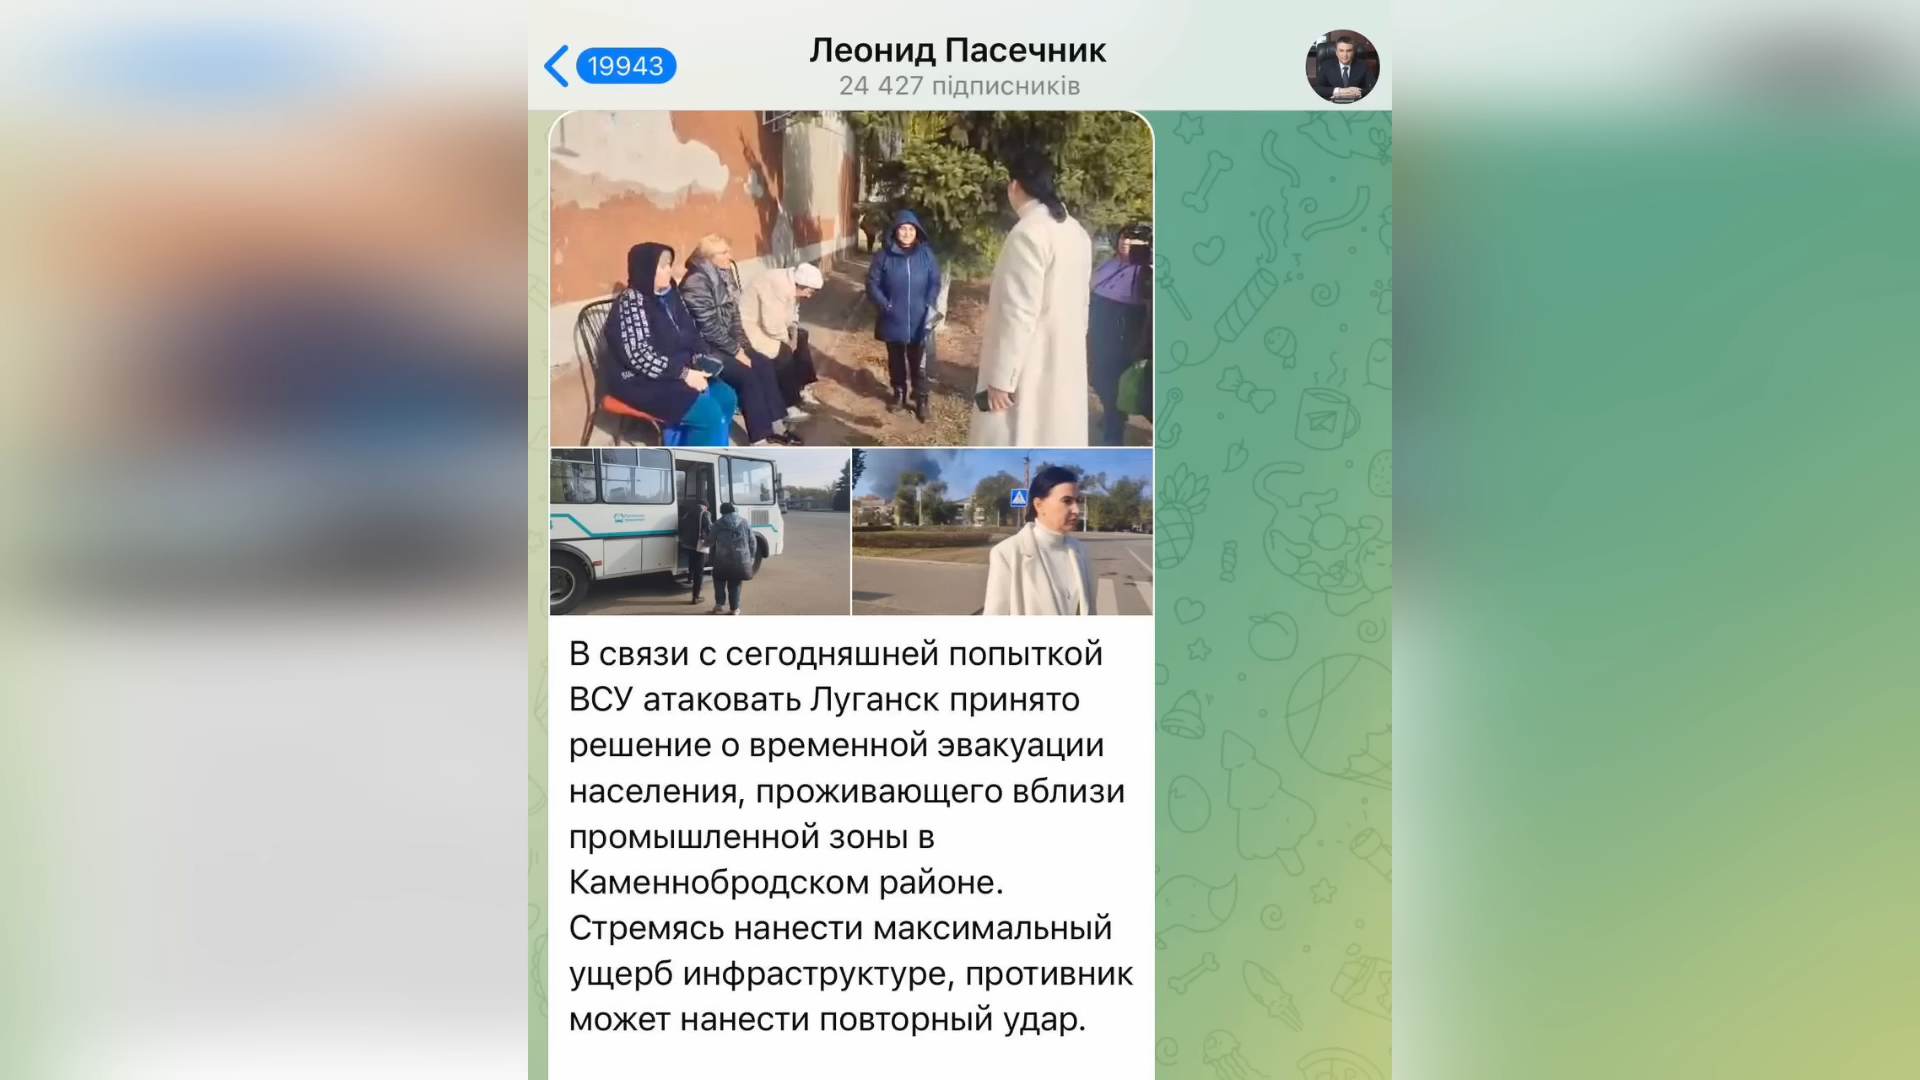 19943
Леонид Пасечник
24 427 підписників
В связи с сегодняшней попыткой
ВСУ атаковать Луганск принято
решение о временной эвакуации
населения, проживающего вблизи
промышленной зоны в
Каменнобродском районе.
Стремясь нанести максимальный
ущерб инфраструктуре, противник
может нанести повторный удар.